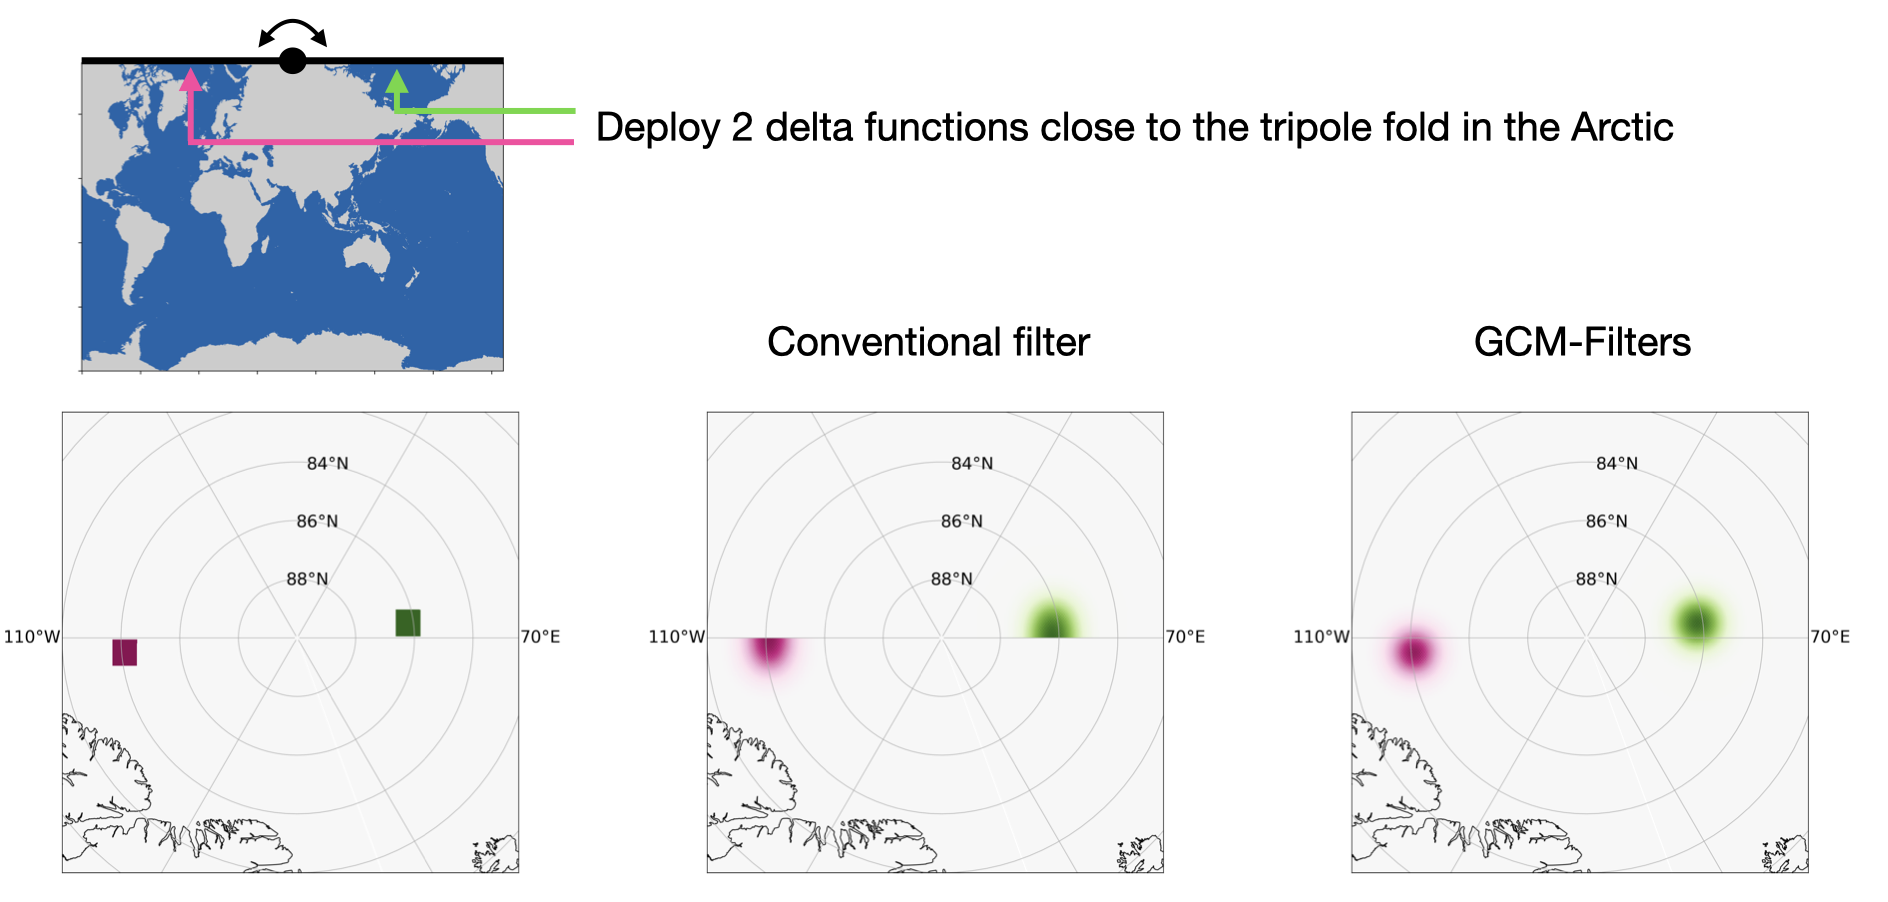 Deploy 2 delta functions close to the tripole fold in the Arctic
Conventional filter
GCM-Filters
84°N
86°N
88°N
110°W
70°E
84°N
86°N
88°N
110°W
70°E
84°N
86°N
88°N
110°W
70°E